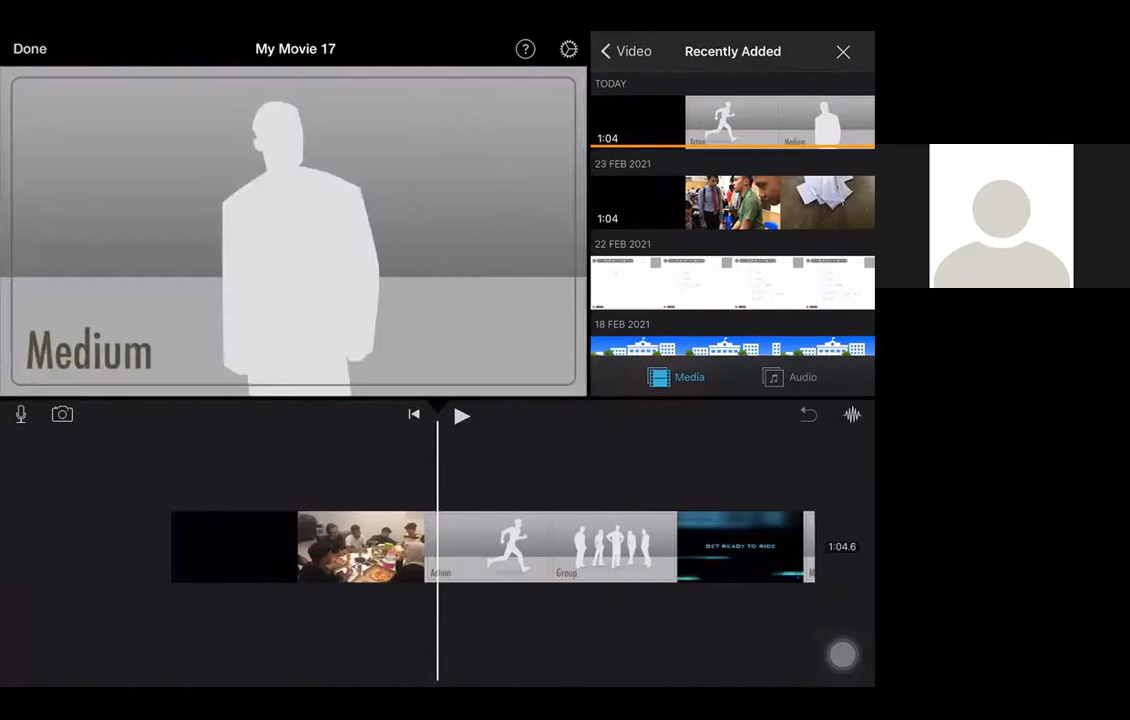 Done
My Movie 17
?
Video
Recently Added
TODAY
1:04
Action
Medium
23 FEB 2021
1:04
22 FEB 2021
18 FEB 2021
Media
Audio
Medium
Action
Group
GET READY TO RIDE
M
1:04.6